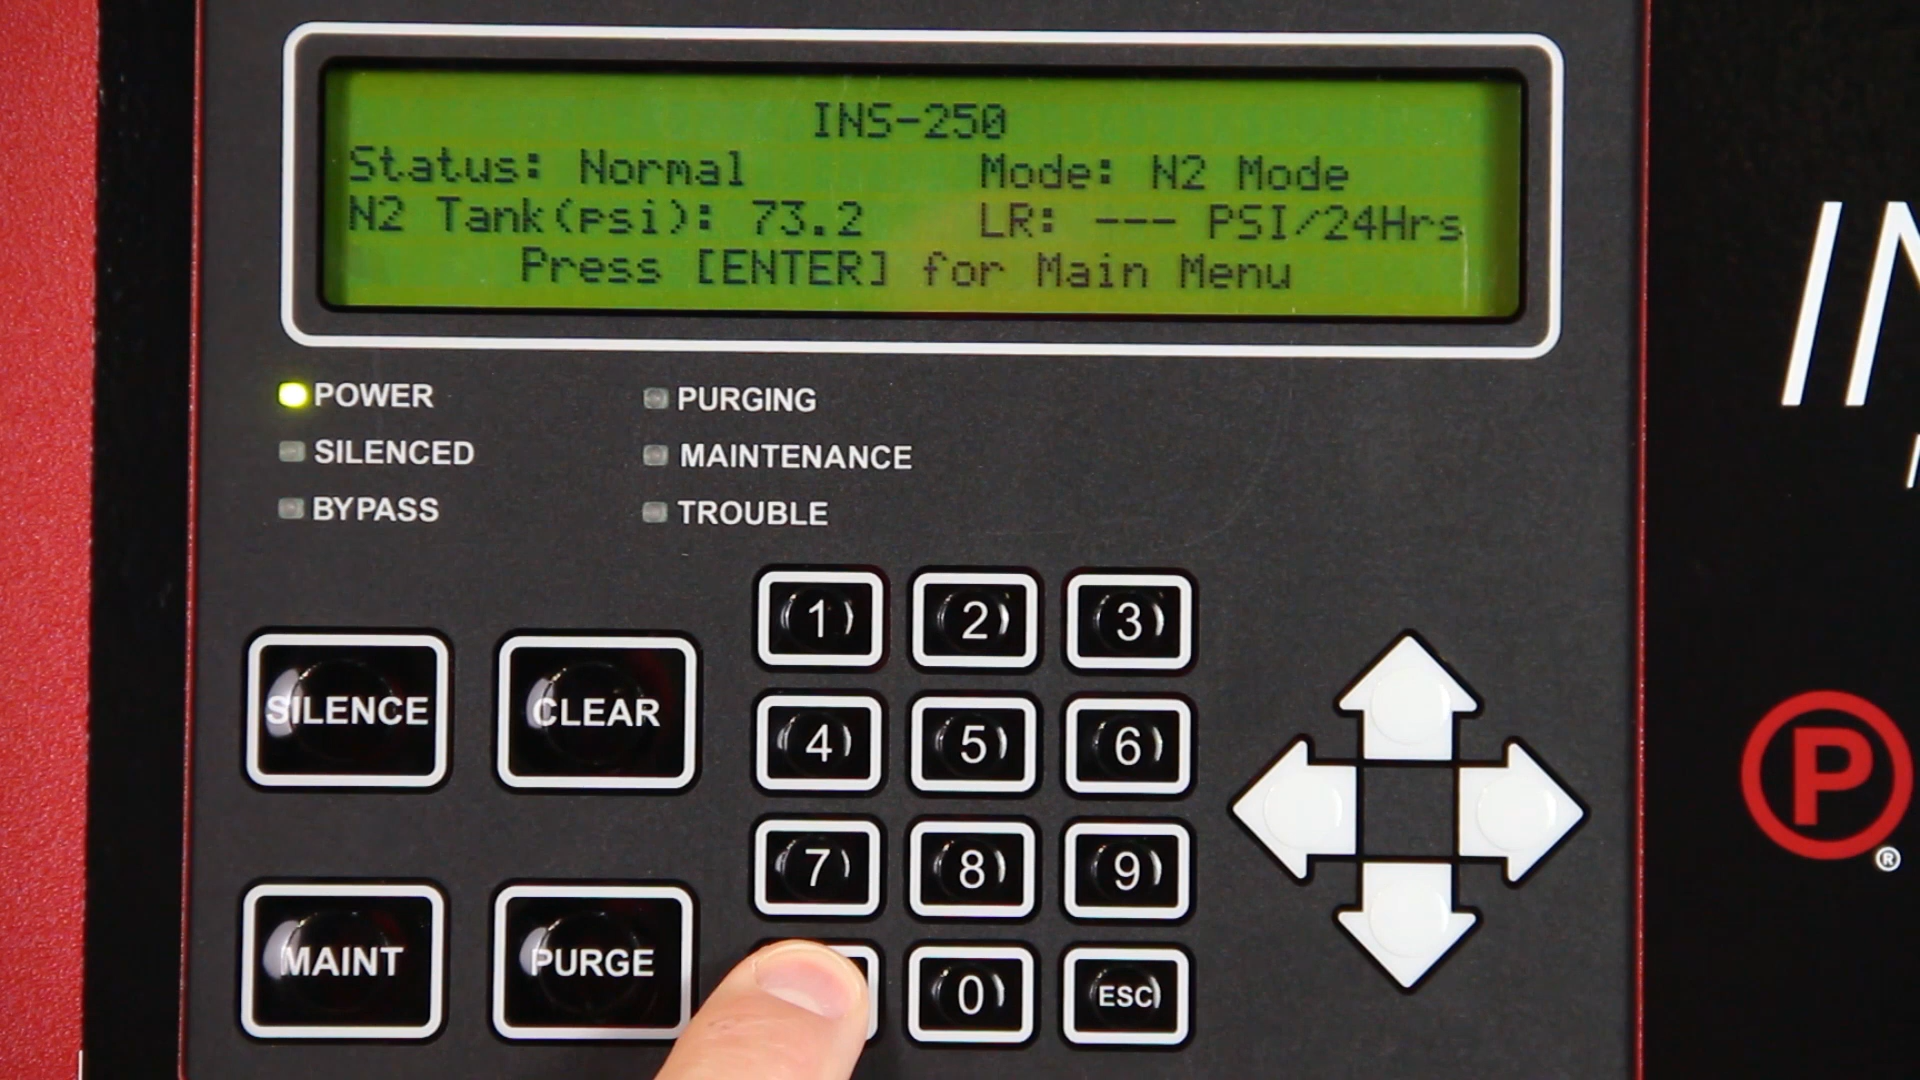 INS-250
Status: Normal Mode: N2 Mode
N2 Tank(psi): 73.2 LR: --- PSI/24Hrs
Press [ENTER] for Main Menu
POWER PURGING
SILENCED MAINTENANCE
BYPASS TROUBLE
1 2 3
SILENCE CLEAR
4 5 6
7 8 9
MAINT PURGE
0 ESC
P
®